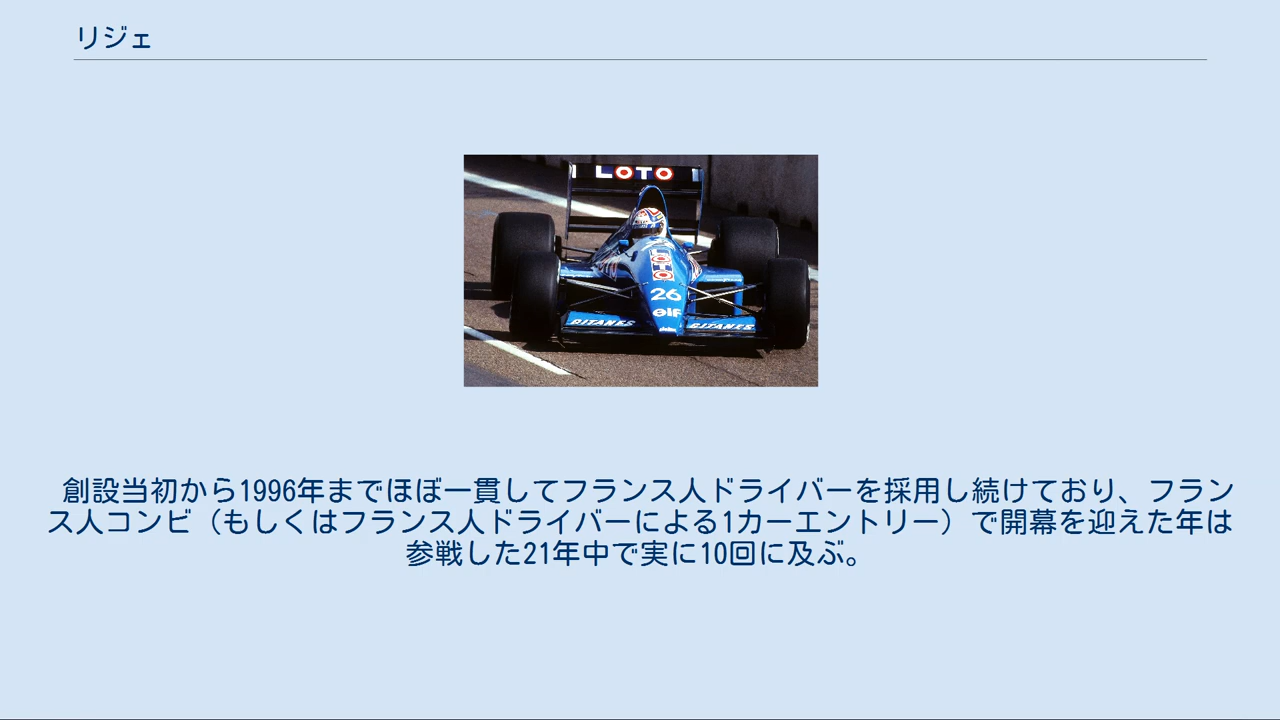 リジェ
LOTO
LOTO
26
elf
GITANES GITANES
創設当初から1996年までほぼ一貫してフランス人ドライバーを採用し続けており、フラン
ス人コンビ（もしくはフランス人ドライバーによる1カーエントリー）で開幕を迎えた年は
参戦した21年中で実に10回に及ぶ。